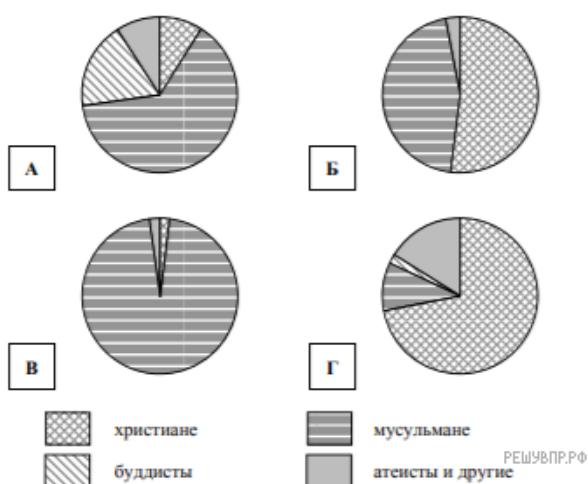 А
Б
В
Г
христиане
мусульмане
буддисты
атеисты и другие
РЕШУВПР.РФ